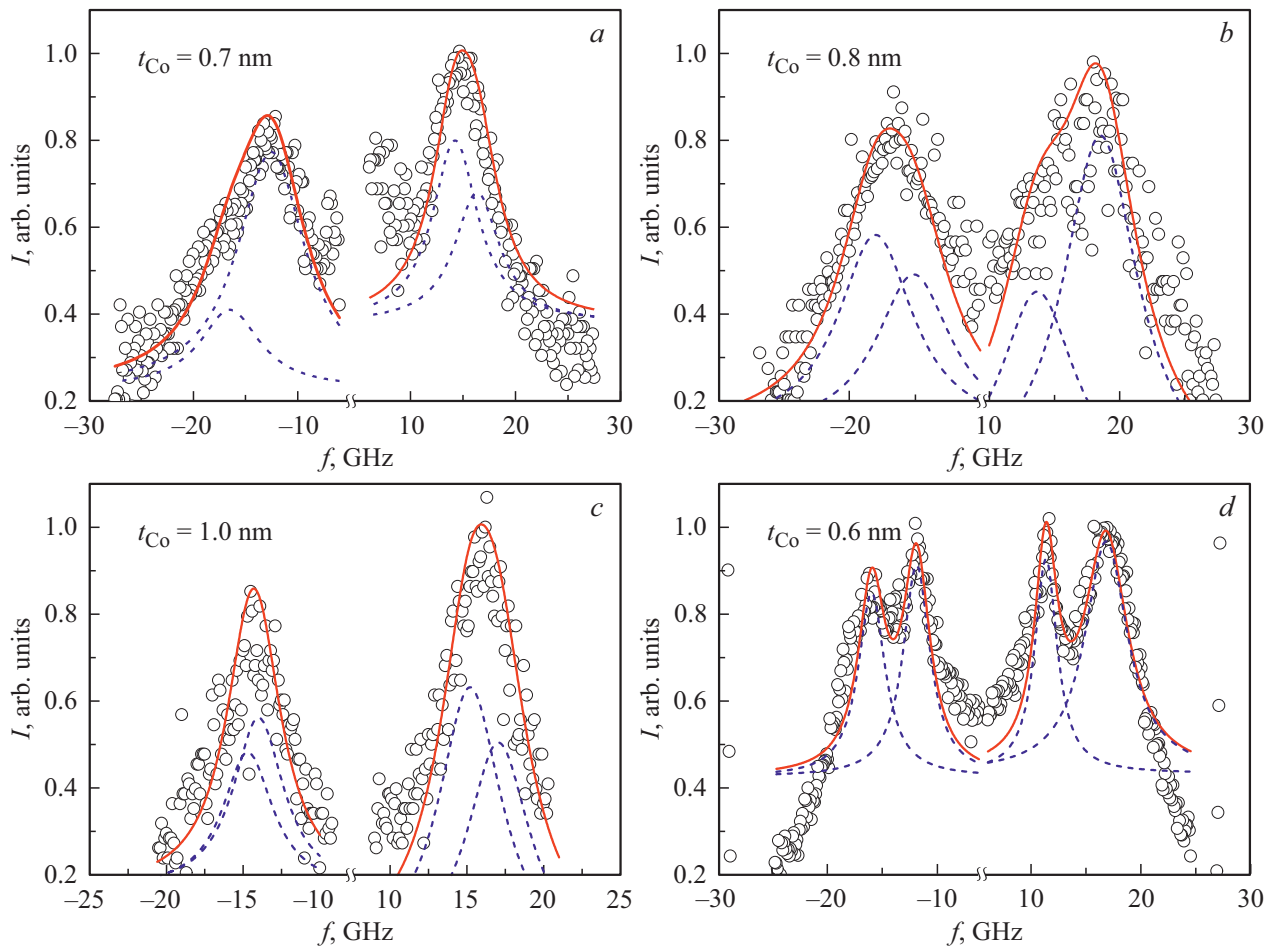 a
t_Co = 0.7 nm
I, arb. units
1.0
0.8
0.6
0.4
0.2
–30 –20 –10 10 20 30
f, GHz
b
t_Co = 0.8 nm
I, arb. units
1.0
0.8
0.6
0.4
0.2
–30 –20 10 20 30
f, GHz
c
t_Co = 1.0 nm
I, arb. units
1.0
0.8
0.6
0.4
0.2
–25 –20 –15 –10 10 15 20 25
f, GHz
d
t_Co = 0.6 nm
I, arb. units
1.0
0.8
0.6
0.4
0.2
–30 –20 –10 10 20 30
f, GHz